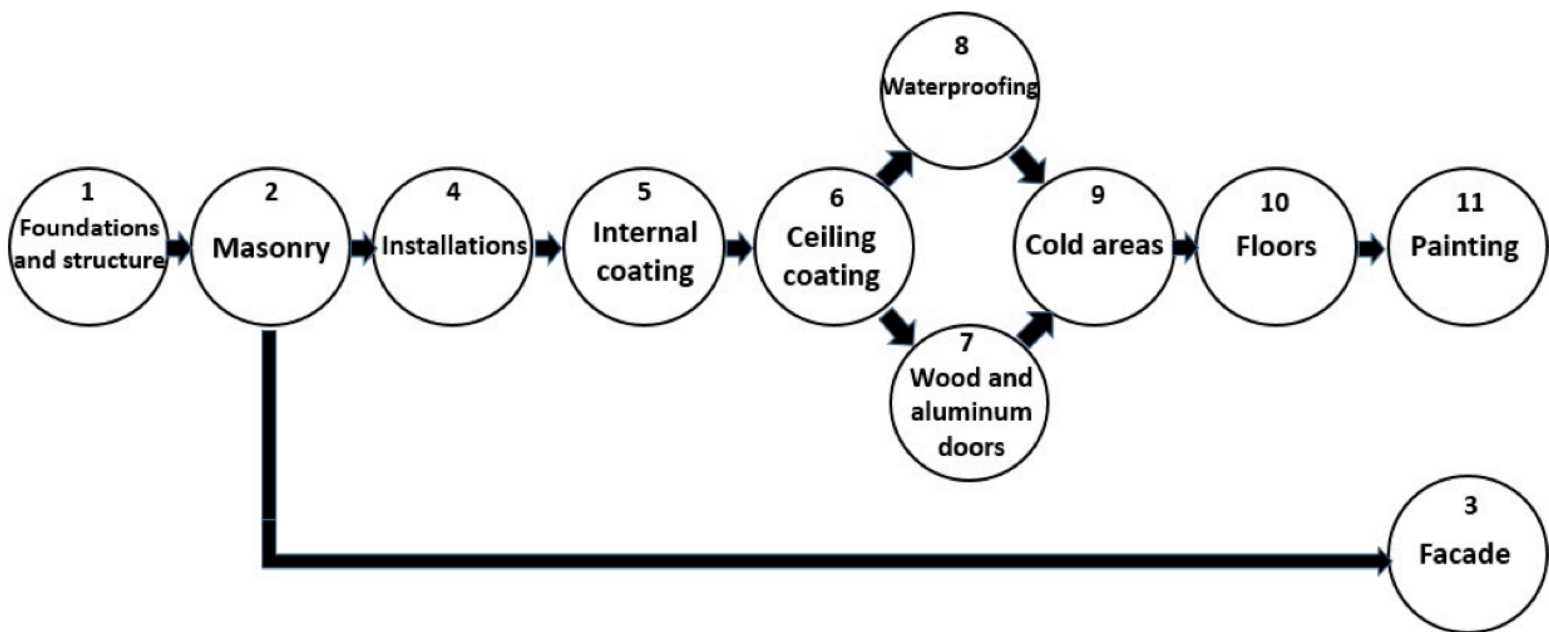 1
Foundations
and structure
2
Masonry
4
Installations
5
Internal
coating
6
Ceiling
coating
8
Waterproofing
7
Wood and
aluminum
doors
9
Cold areas
10
Floors
11
Painting
3
Facade